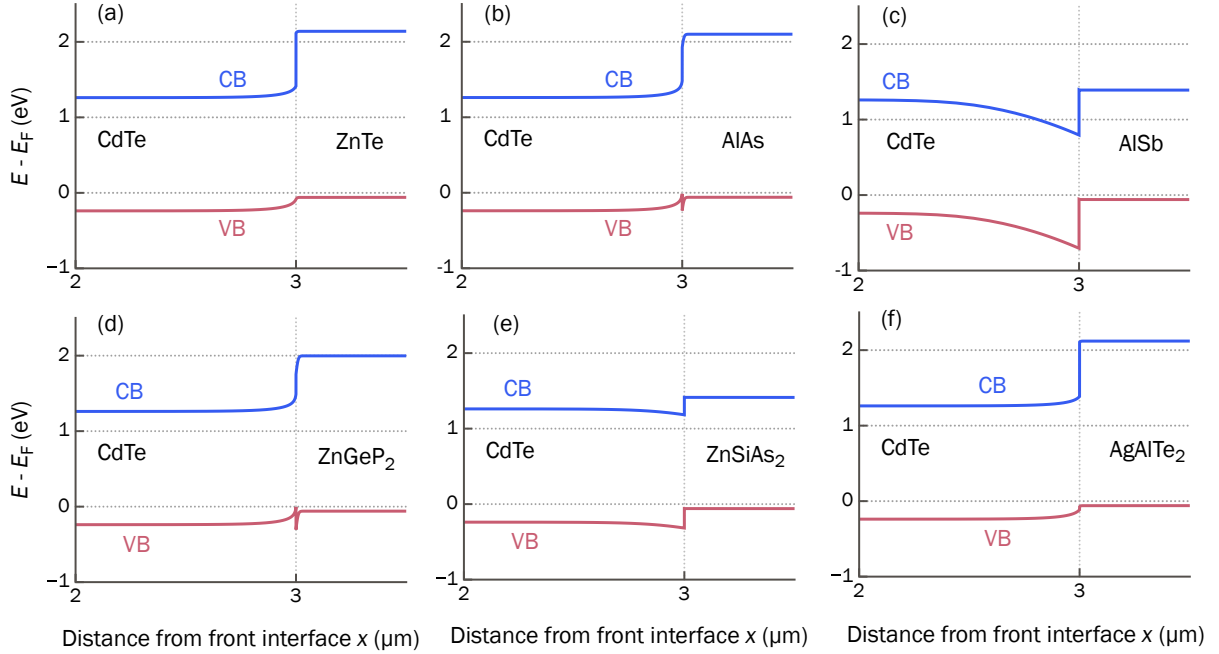 (a)
2
1
0
−1
E - E_F (eV)
CB
CdTe
ZnTe
VB
2
3
(b)
2
1
0
-1
CB
CdTe
AlAs
VB
2
3
(c)
2
1
0
-1
CB
CdTe
AlSb
VB
2
3
(d)
2
1
0
−1
E - E_F (eV)
CB
CdTe
ZnGeP₂
VB
2
3
Distance from front interface x (µm)
(e)
2
1
0
−1
CB
CdTe
ZnSiAs₂
VB
2
3
Distance from front interface x (µm)
(f)
2
1
0
−1
CB
CdTe
AgAlTe₂
VB
2
3
Distance from front interface x (µm)